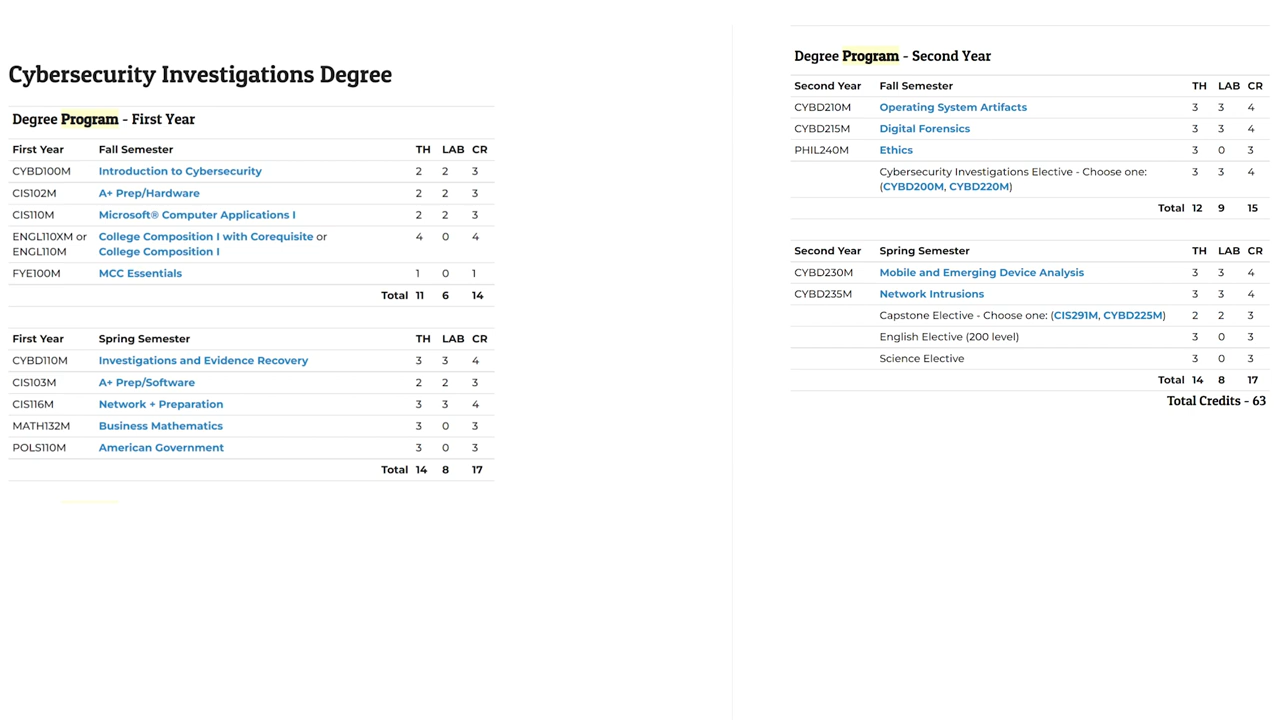 Cybersecurity Investigations Degree
Degree Program - First Year
First Year Fall Semester TH LAB CR
CYBD100M Introduction to Cybersecurity 2 2 3
CIS102M A+ Prep/Hardware 2 2 3
CIS110M Microsoft® Computer Applications I 2 2 3
ENGL110XM or College Composition I with Corequisite or 4 0 4
ENGL110M College Composition I
FYE100M MCC Essentials 1 0 1
Total 11 6 14
First Year Spring Semester TH LAB CR
CYBD110M Investigations and Evidence Recovery 3 3 4
CIS103M A+ Prep/Software 2 2 3
CIS116M Network + Preparation 3 3 4
MATH132M Business Mathematics 3 0 3
POLS110M American Government 3 0 3
Total 14 8 17
Degree Program - Second Year
Second Year Fall Semester TH LAB CR
CYBD210M Operating System Artifacts 3 3 4
CYBD215M Digital Forensics 3 3 4
PHIL240M Ethics 3 0 3
Cybersecurity Investigations Elective - Choose one: 3 3 4
(CYBD200M, CYBD220M)
Total 12 9 15
Second Year Spring Semester TH LAB CR
CYBD230M Mobile and Emerging Device Analysis 3 3 4
CYBD235M Network Intrusions 3 3 4
Capstone Elective - Choose one: (CIS291M, CYBD225M) 2 2 3
English Elective (200 level) 3 0 3
Science Elective 3 0 3
Total 14 8 17
Total Credits - 63